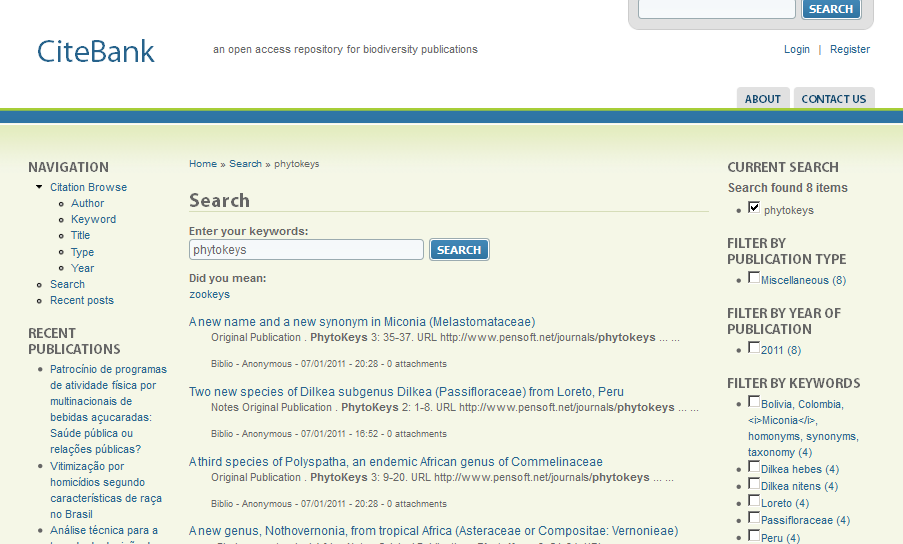 SEARCH
CiteBank
an open access repository for biodiversity publications
Login | Register
ABOUT
CONTACT US
NAVIGATION
Citation Browse
Author
Keyword
Title
Type
Year
Search
Recent posts
RECENT
PUBLICATIONS
Patrocínio de programas
de atividade física por
multinacionais de
bebidas açucaradas:
Saúde pública ou
relações públicas?
Vitimização por
homicídios segundo
características de raça
no Brasil
Análise técnica para a
Home » Search » phytokeys
Search
Enter your keywords:
phytokeys
SEARCH
Did you mean:
zookeys
A new name and a new synonym in Miconia (Melastomataceae)
Original Publication . PhytoKeys 3: 35-37. URL http://www.pensoft.net/journals/phytokeys ... ...
Biblio - Anonymous - 07/01/2011 - 20:28 - 0 attachments
Two new species of Dilkea subgenus Dilkea (Passifloraceae) from Loreto, Peru
Notes Original Publication . PhytoKeys 2: 1-8. URL http://www.pensoft.net/journals/phytokeys ... ...
Biblio - Anonymous - 07/01/2011 - 16:52 - 0 attachments
A third species of Polyspatha, an endemic African genus of Commelinaceae
Original Publication . PhytoKeys 3: 9-20. URL http://www.pensoft.net/journals/phytokeys ... ...
Biblio - Anonymous - 07/01/2011 - 20:28 - 0 attachments
A new genus, Nothovernonia, from tropical Africa (Asteraceae or Compositae: Vernonieae)
CURRENT SEARCH
Search found 8 items
phytokeys
FILTER BY
PUBLICATION TYPE
Miscellaneous (8)
FILTER BY YEAR OF
PUBLICATION
2011 (8)
FILTER BY KEYWORDS
Bolivia, Colombia,
<i>Miconia</i>,
homonyms, synonyms,
taxonomy (4)
Dilkea hebes (4)
Dilkea nitens (4)
Loreto (4)
Passifloraceae (4)
Peru (4)